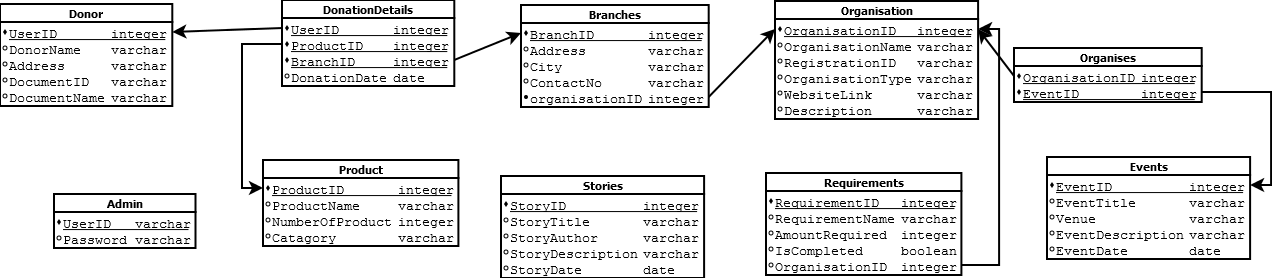 Donor
UserID integer
DonorName varchar
Address varchar
DocumentID varchar
DocumentName varchar
DonationDetails
UserID integer
ProductID integer
BranchID integer
DonationDate date
Branches
BranchID integer
Address varchar
City varchar
ContactNo varchar
organisationID integer
Organisation
OrganisationID integer
OrganisationName varchar
RegistrationID varchar
OrganisationType varchar
WebsiteLink varchar
Description varchar
Organises
OrganisationID integer
EventID integer
Admin
UserID varchar
Password varchar
Product
ProductID integer
ProductName varchar
NumberOfProduct integer
Catagory varchar
Stories
StoryID integer
StoryTitle varchar
StoryAuthor varchar
StoryDescription varchar
StoryDate date
Requirements
RequirementID integer
RequirementName varchar
AmountRequired integer
IsCompleted boolean
OrganisationID integer
Events
EventID integer
EventTitle varchar
Venue varchar
EventDescription varchar
EventDate date